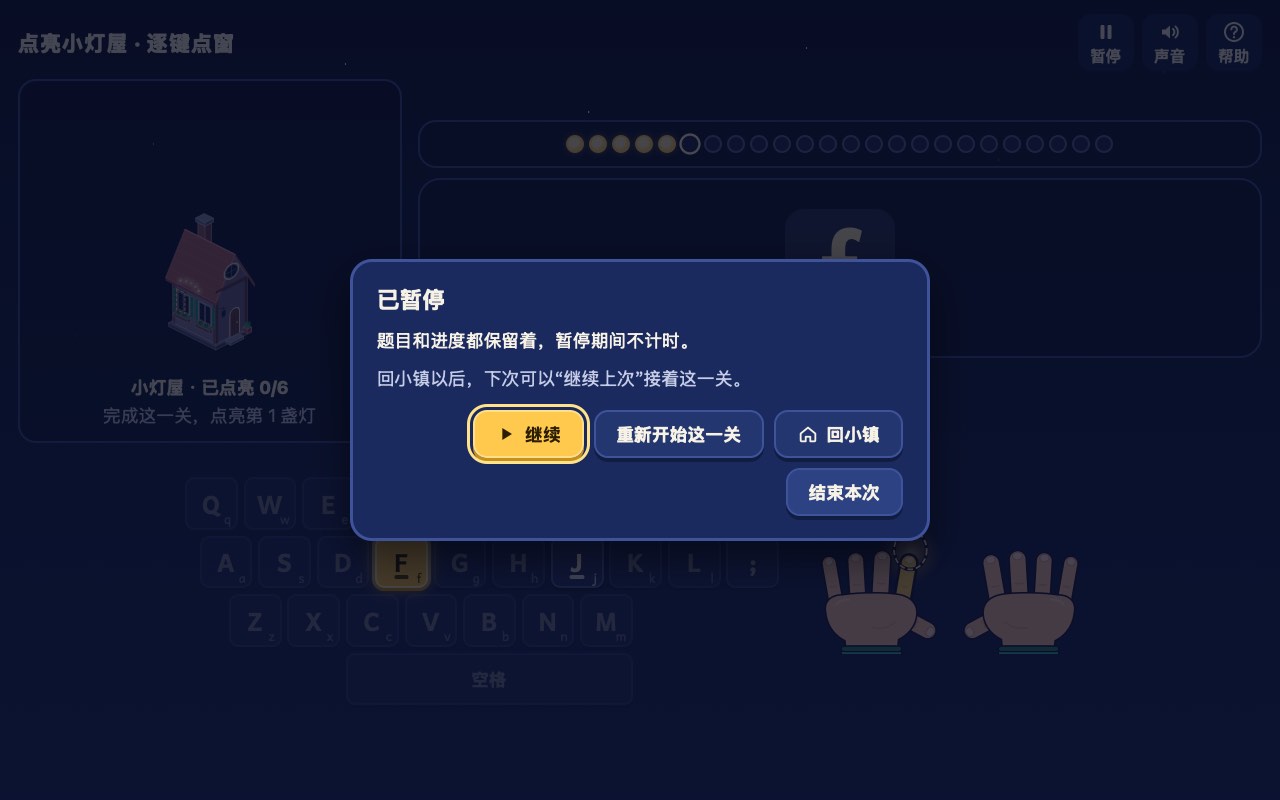 点亮小灯屋 · 逐键点窗
暂停
声音
帮助
f
小灯屋 · 已点亮 0/6
完成这一关，点亮第 1 盏灯
已暂停
题目和进度都保留着，暂停期间不计时。
回小镇以后，下次可以“继续上次”接着这一关。
继续
重新开始这一关
回小镇
结束本次
Q q W w E e
A a S s D d F f G g H h J j K k L l ;
Z z X x C c V v B b N n M m
空格